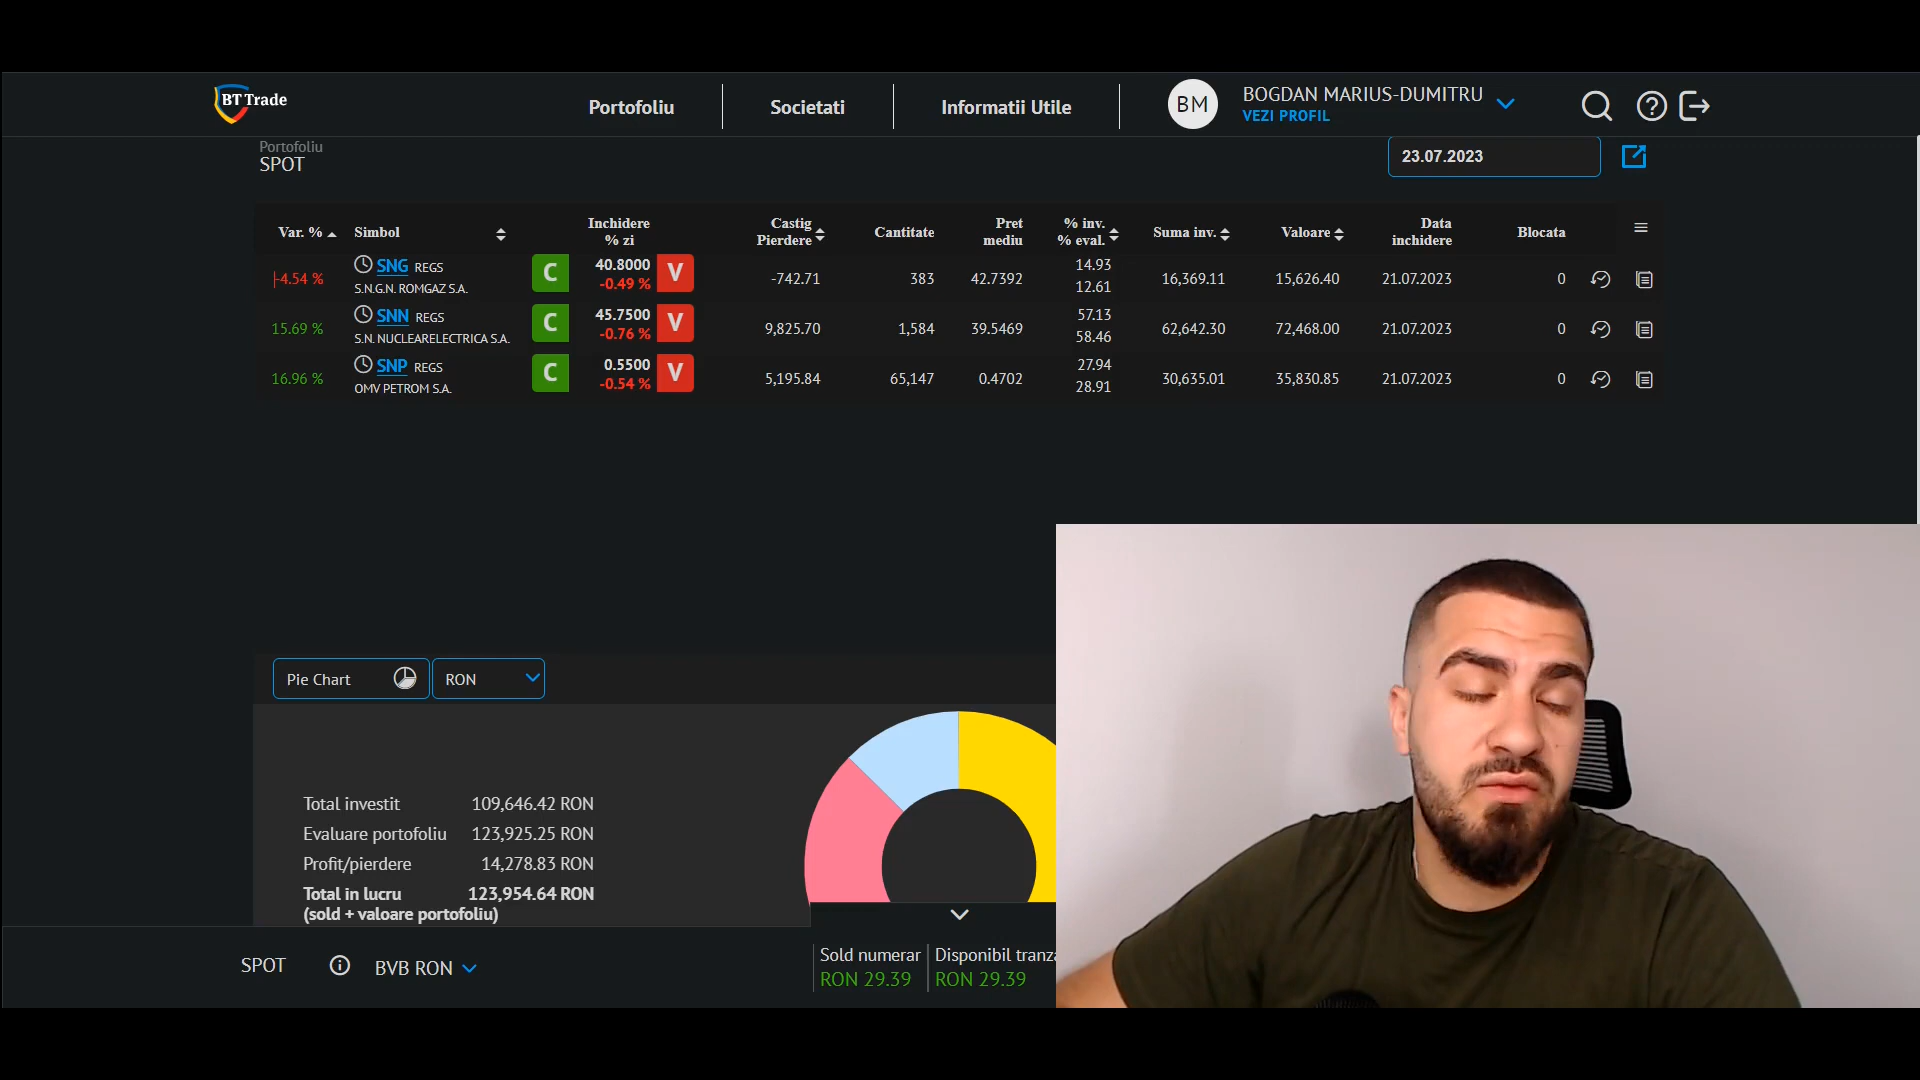 BT Trade
Portofoliu
Societati
Informatii Utile
BM
BOGDAN MARIUS-DUMITRU
VEZI PROFIL
Portofoliu
SPOT
23.07.2023
Var. % Simbol Inchidere % zi Castig Pierdere Cantitate Pret mediu % inv. % eval. Suma inv. Valoare Data inchidere Blocata
-4.54 % SNG REGS C 40.8000 V -742.71 383 42.7392 14.93 16,369.11 15,626.40 21.07.2023 0
S.N.G.N. ROMGAZ S.A. -0.49 % 12.61
15.69 % SNN REGS C 45.7500 V 9,825.70 1,584 39.5469 57.13 62,642.30 72,468.00 21.07.2023 0
S.N. NUCLEARELECTRICA S.A. -0.76 % 58.46
16.96 % SNP REGS C 0.5500 V 5,195.84 65,147 0.4702 27.94 30,635.01 35,830.85 21.07.2023 0
OMV PETROM S.A. -0.54 % 28.91
Pie Chart RON
Total investit 109,646.42 RON
Evaluare portofoliu 123,925.25 RON
Profit/pierdere 14,278.83 RON
Total in lucru 123,954.64 RON
(sold + valoare portofoliu)
SPOT BVB RON
Sold numerar Disponibil tranza
RON 29.39 RON 29.39